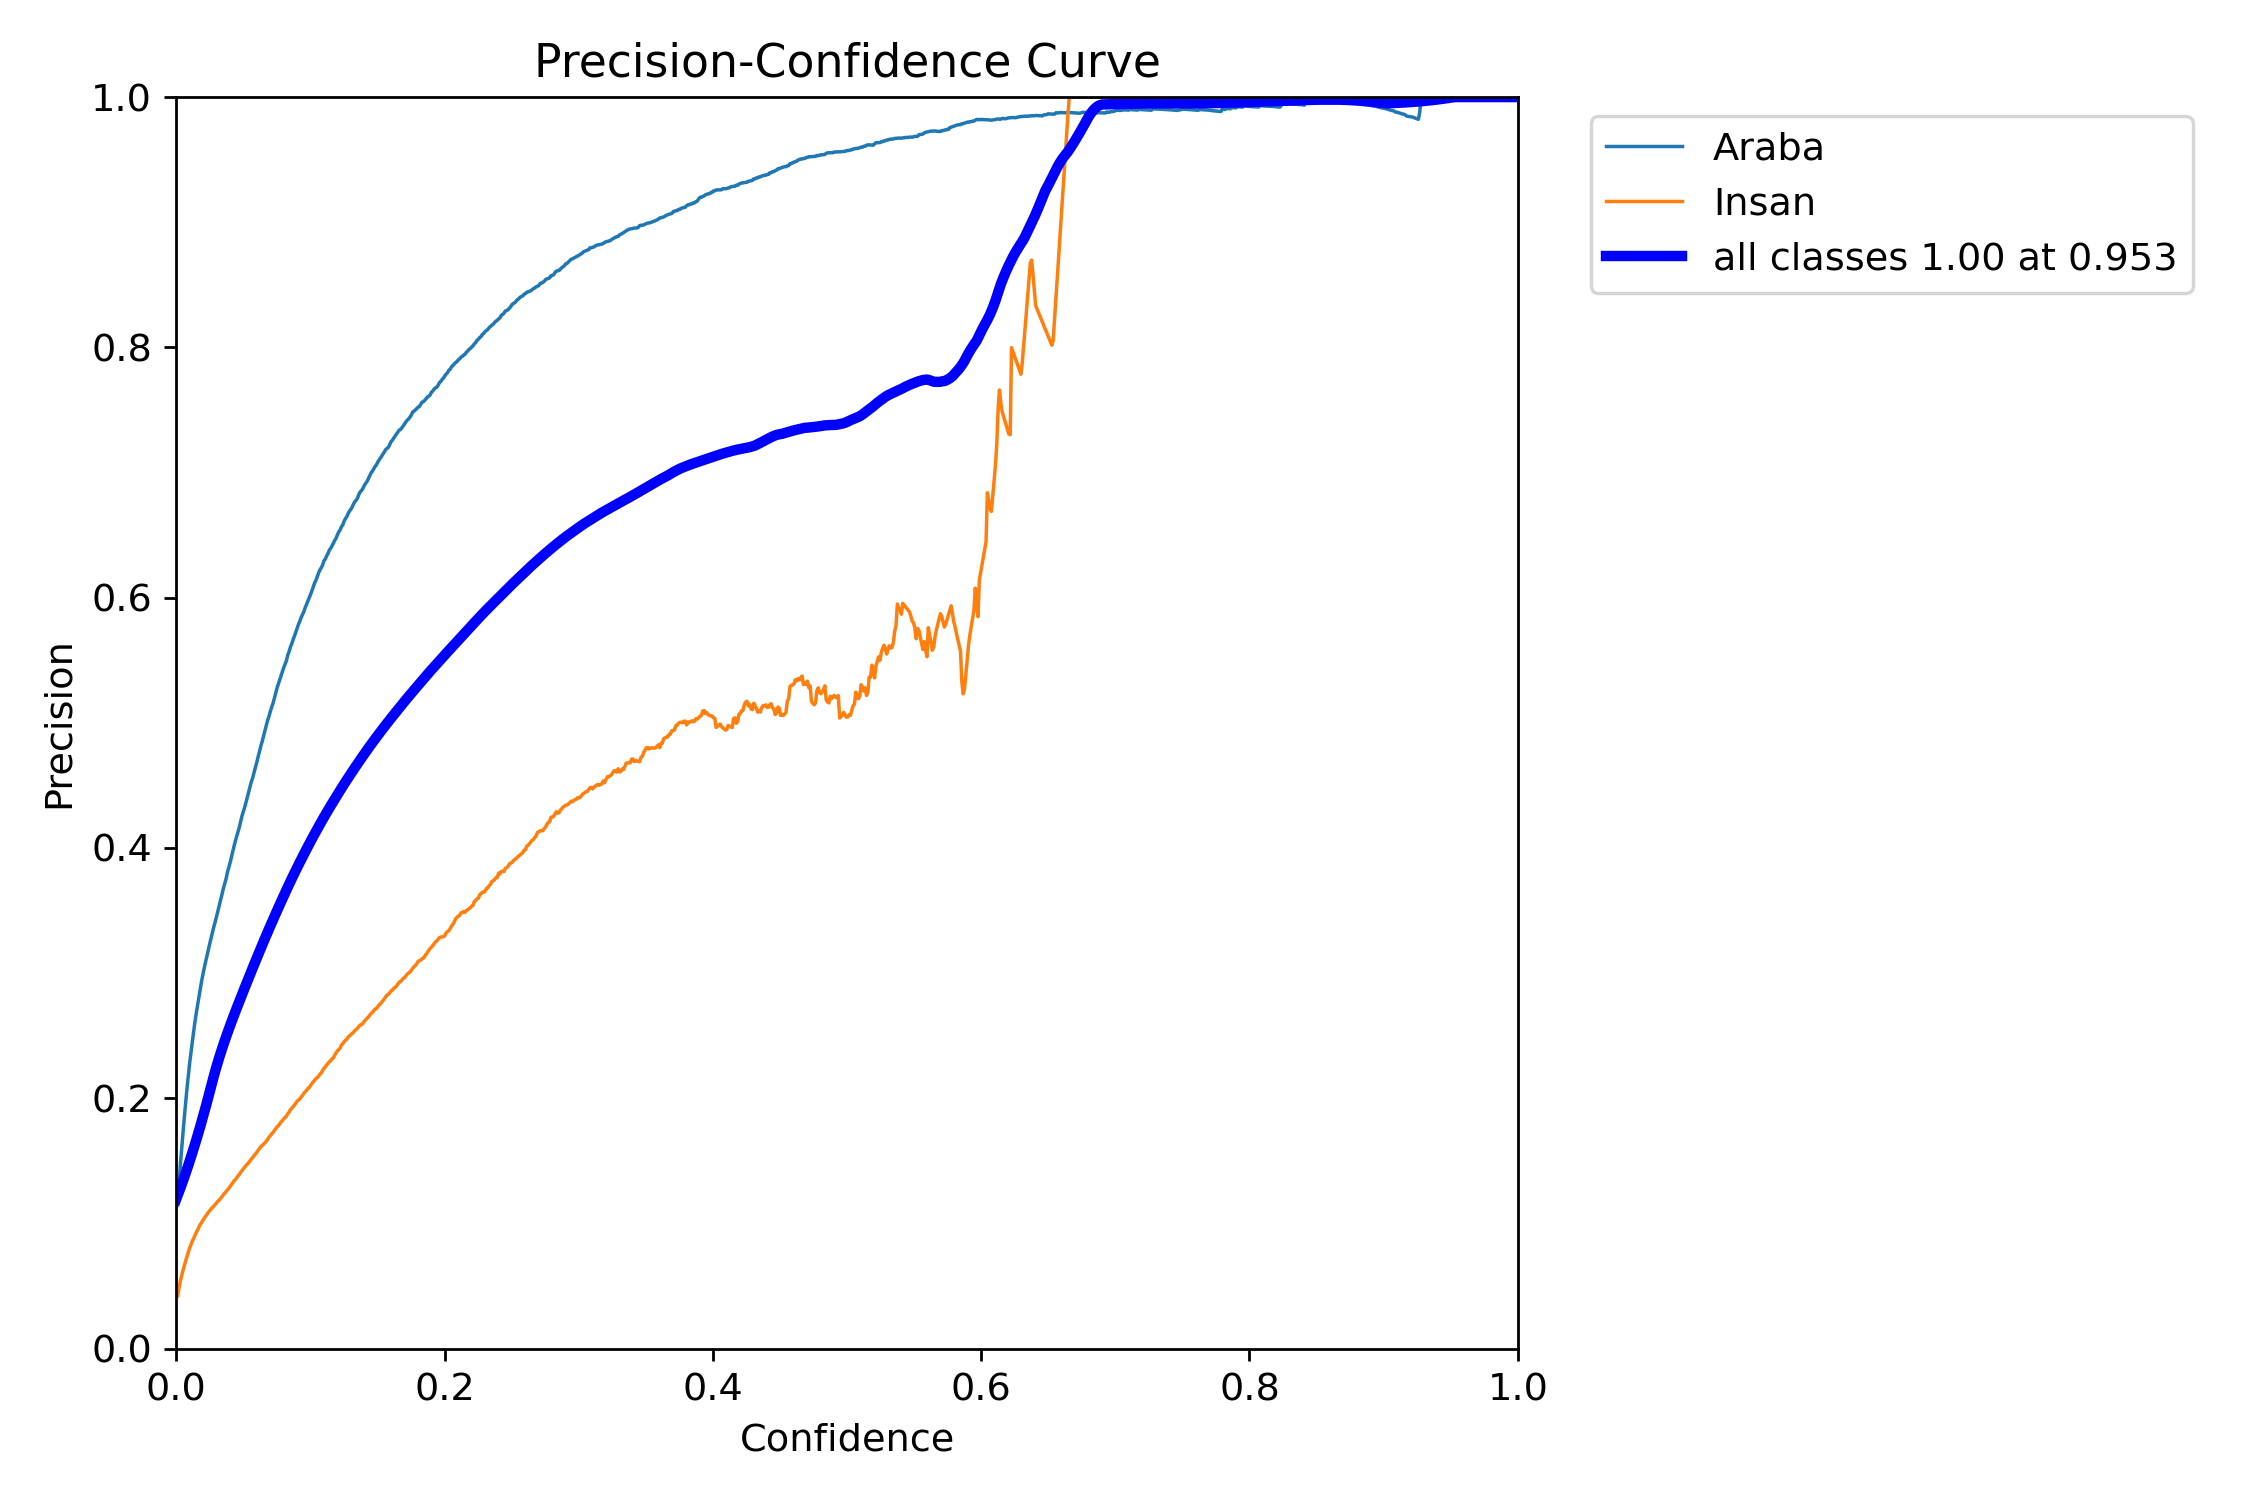 Precision-Confidence Curve
1.0
0.8
0.6
0.4
0.2
0.0
Precision
0.0 0.2 0.4 0.6 0.8 1.0
Confidence
Araba
Insan
all classes 1.00 at 0.953